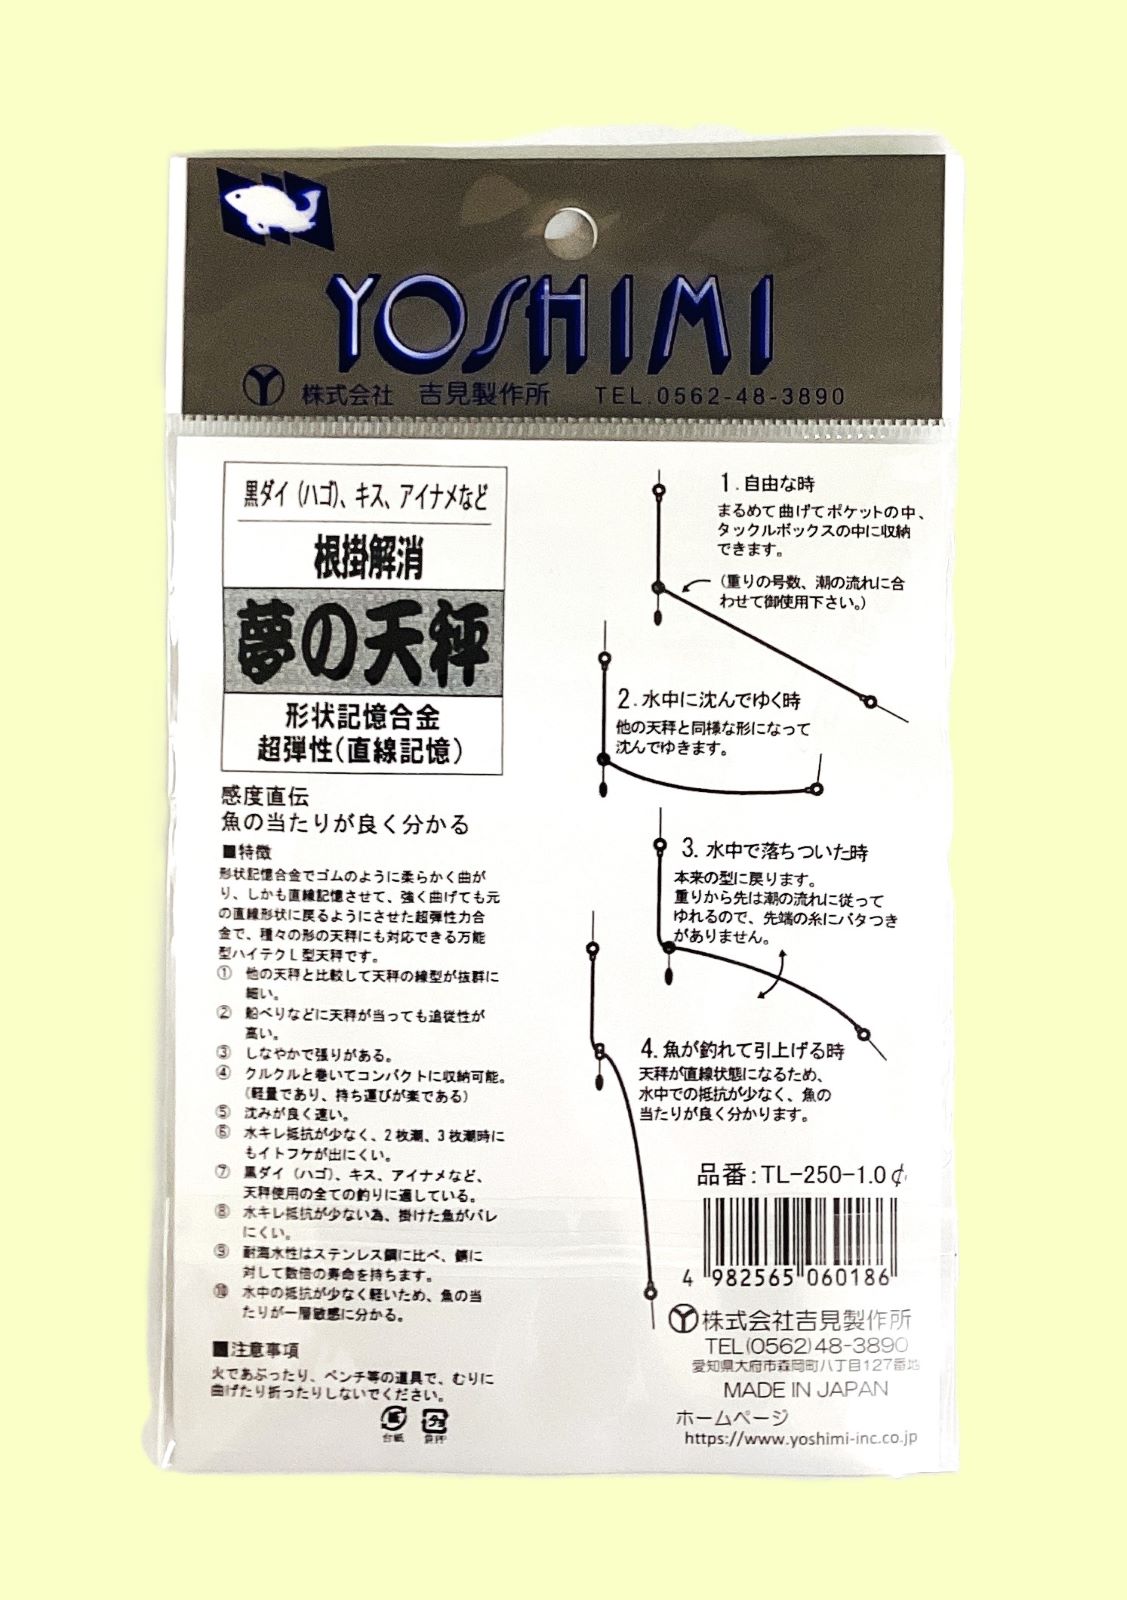 YOSHIMI
株式会社 吉見製作所 TEL.0562-48-3890
黒ダイ（ハゴ）、キス、アイナメなど
根掛解消
夢の天秤
形状記憶合金
超弾性(直線記憶)
感度直伝
魚の当たりが良く分かる
■特徴
形状記憶合金でゴムのように柔らかく曲が
り、しかも直線記憶させて、強く曲げても元
の直線形状に戻るようにさせた超弾性力合
金で、種々の形の天秤にも対応できる万能
型ハイテクL型天秤です。
① 他の天秤と比較して天秤の線型が抜群に
細い。
② 船べりなどに天秤が当っても追従性が
高い。
③ しなやかで張りがある。
④ クルクルと巻いてコンパクトに収納可能。
（軽量であり、持ち運びが楽である）
⑤ 沈みが良く速い。
⑥ 水キレ抵抗が少なく、2枚潮、3枚潮時に
もイトフケが出にくい。
⑦ 黒ダイ（ハゴ）、キス、アイナメなど、
天秤使用の全ての釣りに適している。
⑧ 水キレ抵抗が少ない為、掛けた魚がバレ
にくい。
⑨ 耐海水性はステンレス鋼に比べ、錆に
対して数倍の寿命を持ちます。
⑩ 水中の抵抗が少なく軽いため、魚の当
たりが一層敏感に分かる。
■注意事項
火であぶったり、ペンチ等の道具で、むりに
曲げたり折ったりしないでください。
台紙
1.自由な時
まるめて曲げてポケットの中、
タックルボックスの中に収納
できます。
（重りの号数、潮の流れに合
わせて御使用下さい。）
2.水中に沈んでゆく時
他の天秤と同様な形になって
沈んでゆきます。
3.水中で落ちついた時
本来の型に戻ります。
重りから先は潮の流れに従って
ゆれるので、先端の糸にバタつき
がありません。
4.魚が釣れて引上げる時
天秤が直線状態になるため、
水中での抵抗が少なく、魚の
当たりが良く分かります。
品番:TL-250-1.0¢
4 982565 060186
株式会社吉見製作所
TEL(0562)48-3890
愛知県大府市森岡町八丁目127番地
MADE IN JAPAN
ホームページ
https://www.yoshimi-inc.co.jp